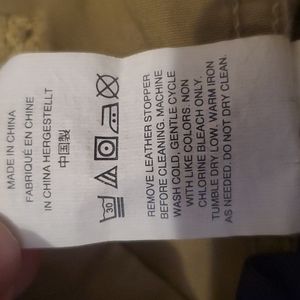 MADE IN CHINA
FABRIQUÉ EN CHINE
IN CHINA HERGESTELLT
中国製
30
REMOVE LEATHER STOPPER
BEFORE CLEANING. MACHINE
WASH COLD, GENTLE CYCLE
WITH LIKE COLORS. NON
CHLORINE BLEACH ONLY.
TUMBLE DRY LOW. WARM IRON
AS NEEDED. DO NOT DRY CLEAN.